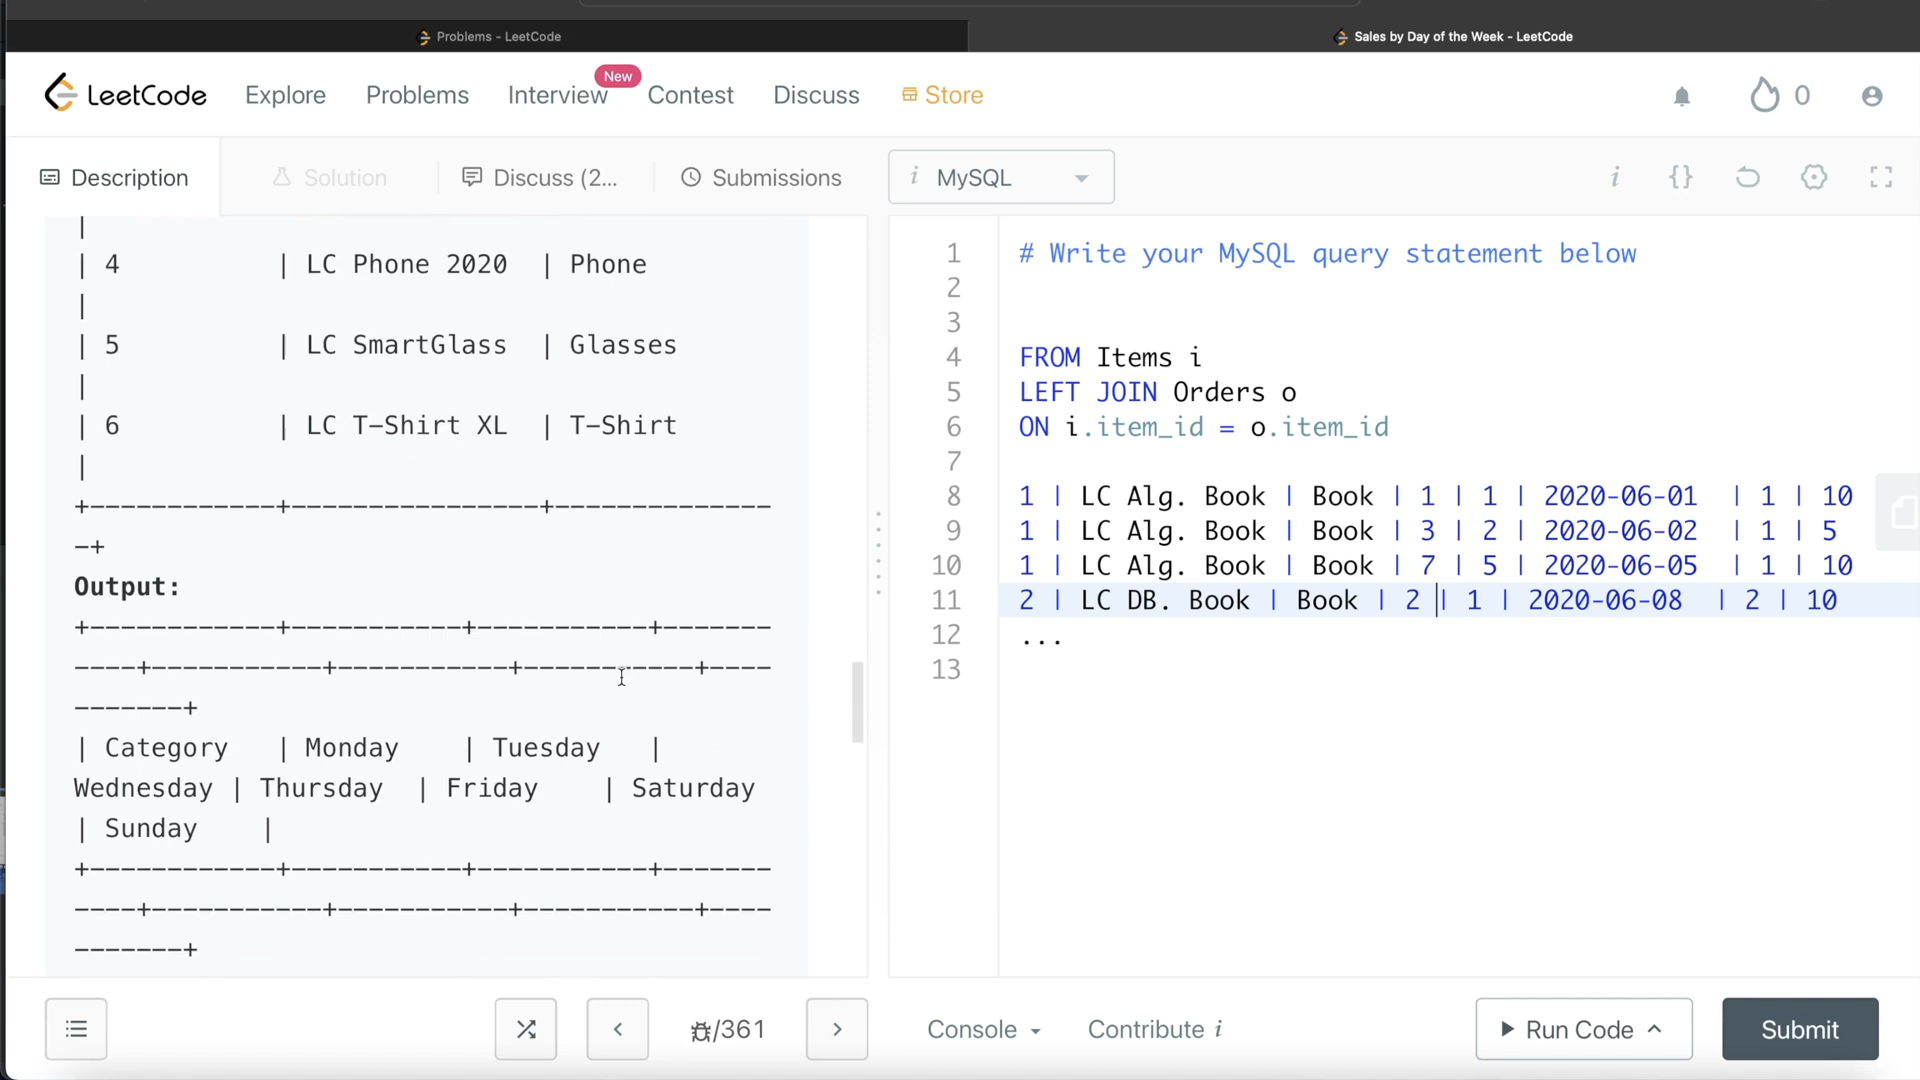 Problems - LeetCode
Sales by Day of the Week - LeetCode
LeetCode
Explore
Problems
Interview
New
Contest
Discuss
Store
0
Description
Solution
Discuss (2...
Submissions
i MySQL
i
{}
|
| 4 | LC Phone 2020 | Phone
|
| 5 | LC SmartGlass | Glasses
|
| 6 | LC T-Shirt XL | T-Shirt
|
+------------+----------------+-------------
-+
Output:
+------------+-----------+-----------+------
----+-----------+-----------+-----------+---
-------+
| Category | Monday | Tuesday |
Wednesday | Thursday | Friday | Saturday
| Sunday |
+------------+-----------+-----------+------
----+-----------+-----------+-----------+---
-------+
1 # Write your MySQL query statement below
2
3
4 FROM Items i
5 LEFT JOIN Orders o
6 ON i.item_id = o.item_id
7
8 1 | LC Alg. Book | Book | 1 | 1 | 2020-06-01 | 1 | 10
9 1 | LC Alg. Book | Book | 3 | 2 | 2020-06-02 | 1 | 5
10 1 | LC Alg. Book | Book | 7 | 5 | 2020-06-05 | 1 | 10
11 2 | LC DB. Book | Book | 2 | 1 | 2020-06-08 | 2 | 10
12 ...
13
/361
Console
Contribute i
Run Code
Submit